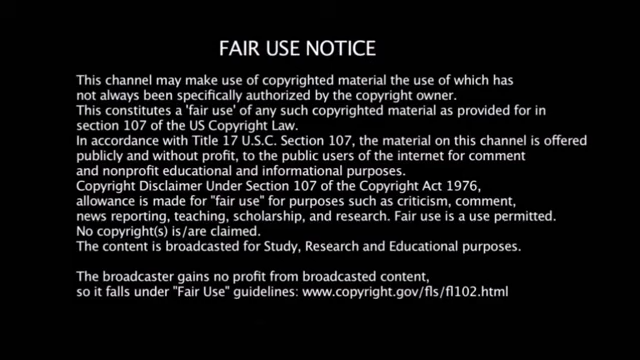 FAIR USE NOTICE
This channel may make use of copyrighted material the use of which has
not always been specifically authorized by the copyright owner.
This constitutes a 'fair use' of any such copyrighted material as provided for in
section 107 of the US Copyright Law.
In accordance with Title 17 U.S.C. Section 107, the material on this channel is offered
publicly and without profit, to the public users of the internet for comment
and nonprofit educational and informational purposes.
Copyright Disclaimer Under Section 107 of the Copyright Act 1976,
allowance is made for "fair use" for purposes such as criticism, comment,
news reporting, teaching, scholarship, and research. Fair use is a use permitted.
No copyright(s) is/are claimed.
The content is broadcasted for Study, Research and Educational purposes.
The broadcaster gains no profit from broadcasted content,
so it falls under "Fair Use" guidelines: www.copyright.gov/fls/fl102.html